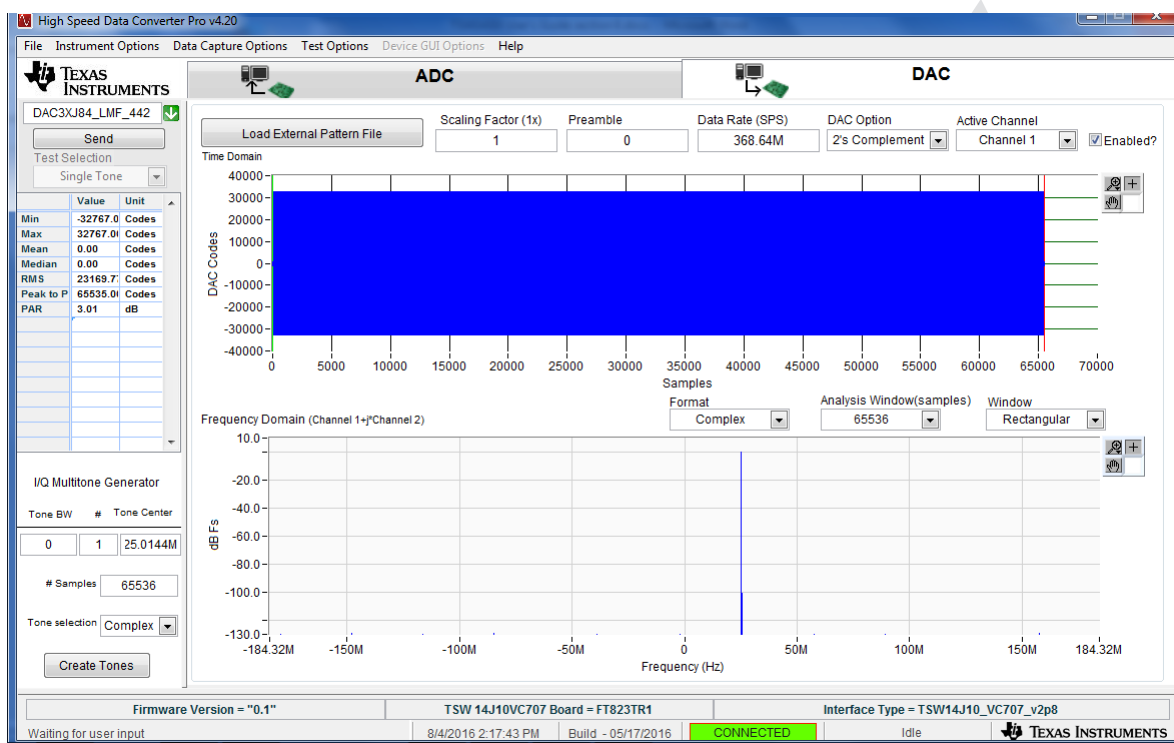 High Speed Data Converter Pro v4.20
File Instrument Options Data Capture Options Test Options Device GUI Options Help
TEXAS INSTRUMENTS
ADC
DAC
DAC3XJ84_LMF_442
Send
Test Selection
Single Tone
Value Unit
Min -32767.0 Codes
Max 32767.0 Codes
Mean 0.00 Codes
Median 0.00 Codes
RMS 23169.7 Codes
Peak to P 65535.0 Codes
PAR 3.01 dB
I/Q Multitone Generator
Tone BW # Tone Center
0 1 25.0144M
# Samples 65536
Tone selection Complex
Create Tones
Load External Pattern File
Scaling Factor (1x) Preamble Data Rate (SPS) DAC Option Active Channel
1 0 368.64M 2's Complement Channel 1 Enabled?
Time Domain
40000
30000
20000
10000
0
-10000
-20000
-30000
-40000
DAC Codes
0 5000 10000 15000 20000 25000 30000 35000 40000 45000 50000 55000 60000 65000 70000
Samples
Format Analysis Window(samples) Window
Complex 65536 Rectangular
Frequency Domain (Channel 1+j*Channel 2)
10.0
-20.0
-40.0
-60.0
-80.0
-100.0
-130.0
dB Fs
-184.32M -150M -100M -50M 0 50M 100M 150M 184.32M
Frequency (Hz)
Firmware Version = "0.1" TSW 14J10VC707 Board = FT823TR1 Interface Type = TSW14J10_VC707_v2p8
Waiting for user input 8/4/2016 2:17:43 PM Build - 05/17/2016 CONNECTED Idle TEXAS INSTRUMENTS